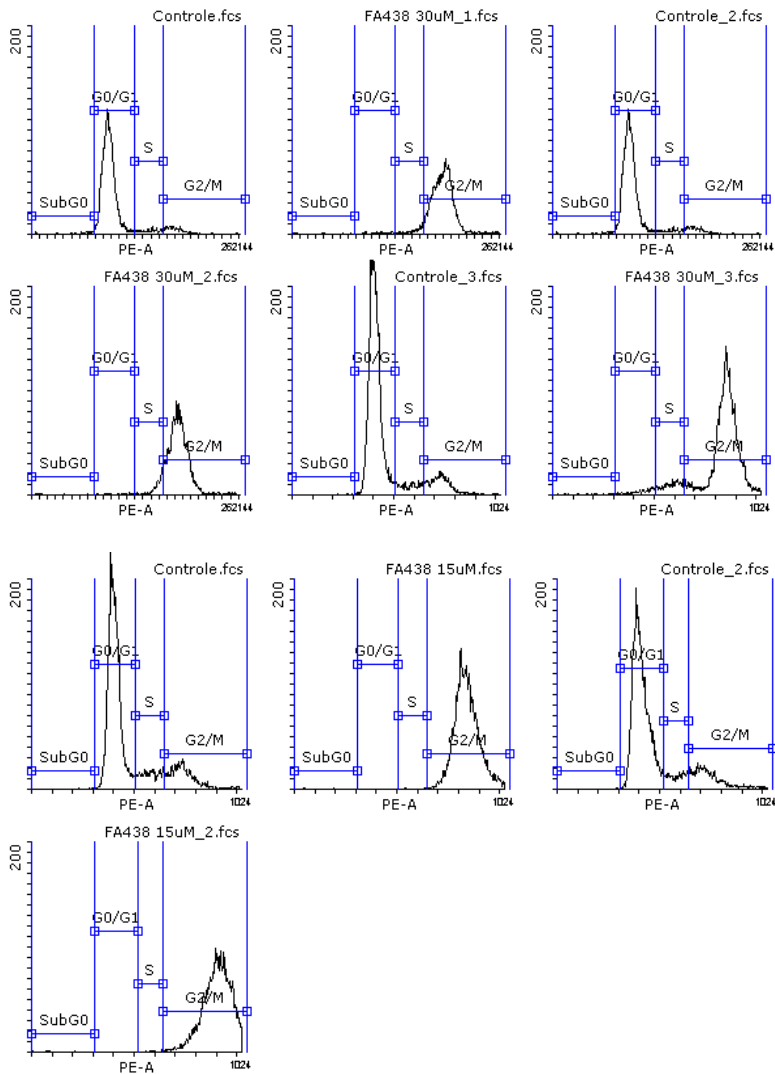 Controle.fcs
200
G0/G1
S
G2/M
SubG0
PE-A
262144
FA438 30uM_1.fcs
G0/G1
S
G2/M
SubG0
PE-A
262144
Controle_2.fcs
200
G0/G1
S
G2/M
SubG0
PE-A
262144
FA438 30uM_2.fcs
200
G0/G1
S
G2/M
SubG0
PE-A
262144
Controle_3.fcs
200
G0/G1
S
G2/M
SubG0
PE-A
1024
FA438 30uM_3.fcs
200
G0/G1
S
G2/M
SubG0
PE-A
1024
Controle.fcs
200
G0/G1
S
G2/M
SubG0
PE-A
1024
FA438 15uM.fcs
200
G0/G1
S
G2/M
SubG0
PE-A
1024
Controle_2.fcs
200
G0/G1
S
G2/M
SubG0
PE-A
1024
FA438 15uM_2.fcs
200
G0/G1
S
G2/M
SubG0
PE-A
1024